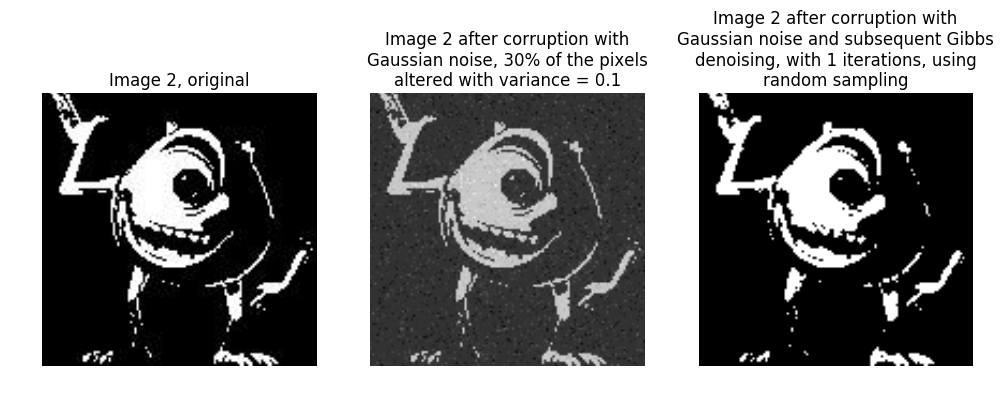 Image 2, original
Image 2 after corruption with
Gaussian noise, 30% of the pixels
altered with variance = 0.1
Image 2 after corruption with
Gaussian noise and subsequent Gibbs
denoising, with 1 iterations, using
random sampling